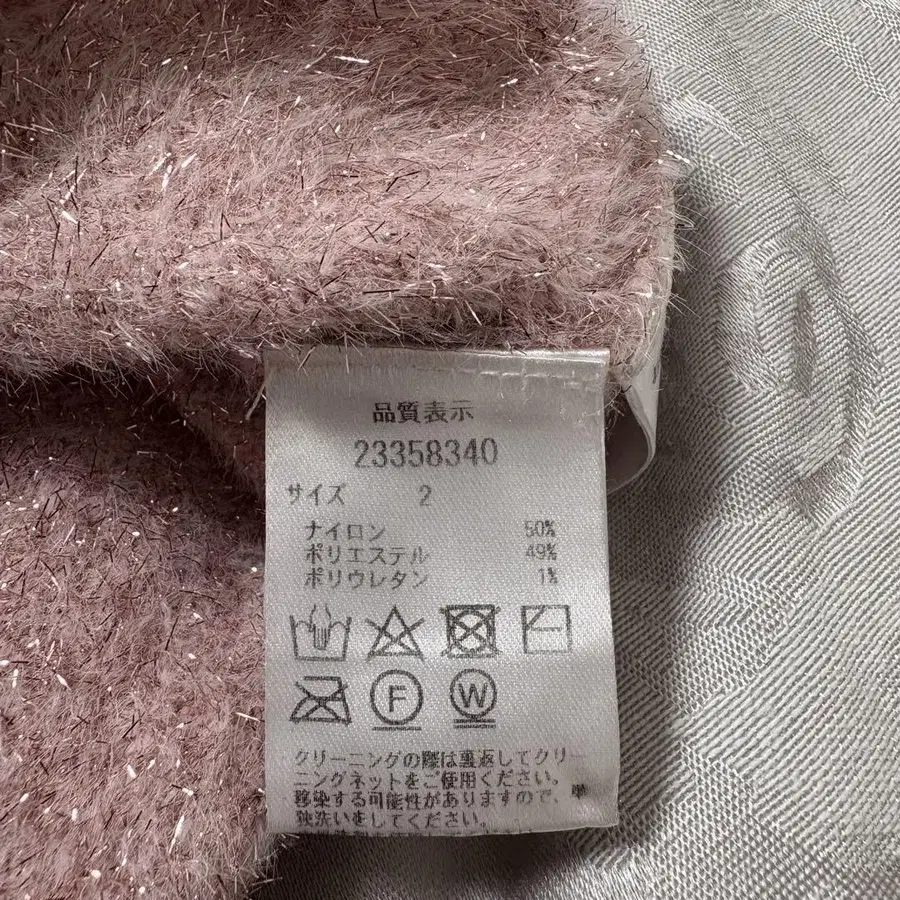 品質表示
23358340
サイズ 2
ナイロン 50%
ポリエステル 49%
ポリウレタン 1%
F W
クリーニングの際は裏返してクリー
ニングネットをご使用ください。
移染する可能性がありますので、単
独洗いをしてください。